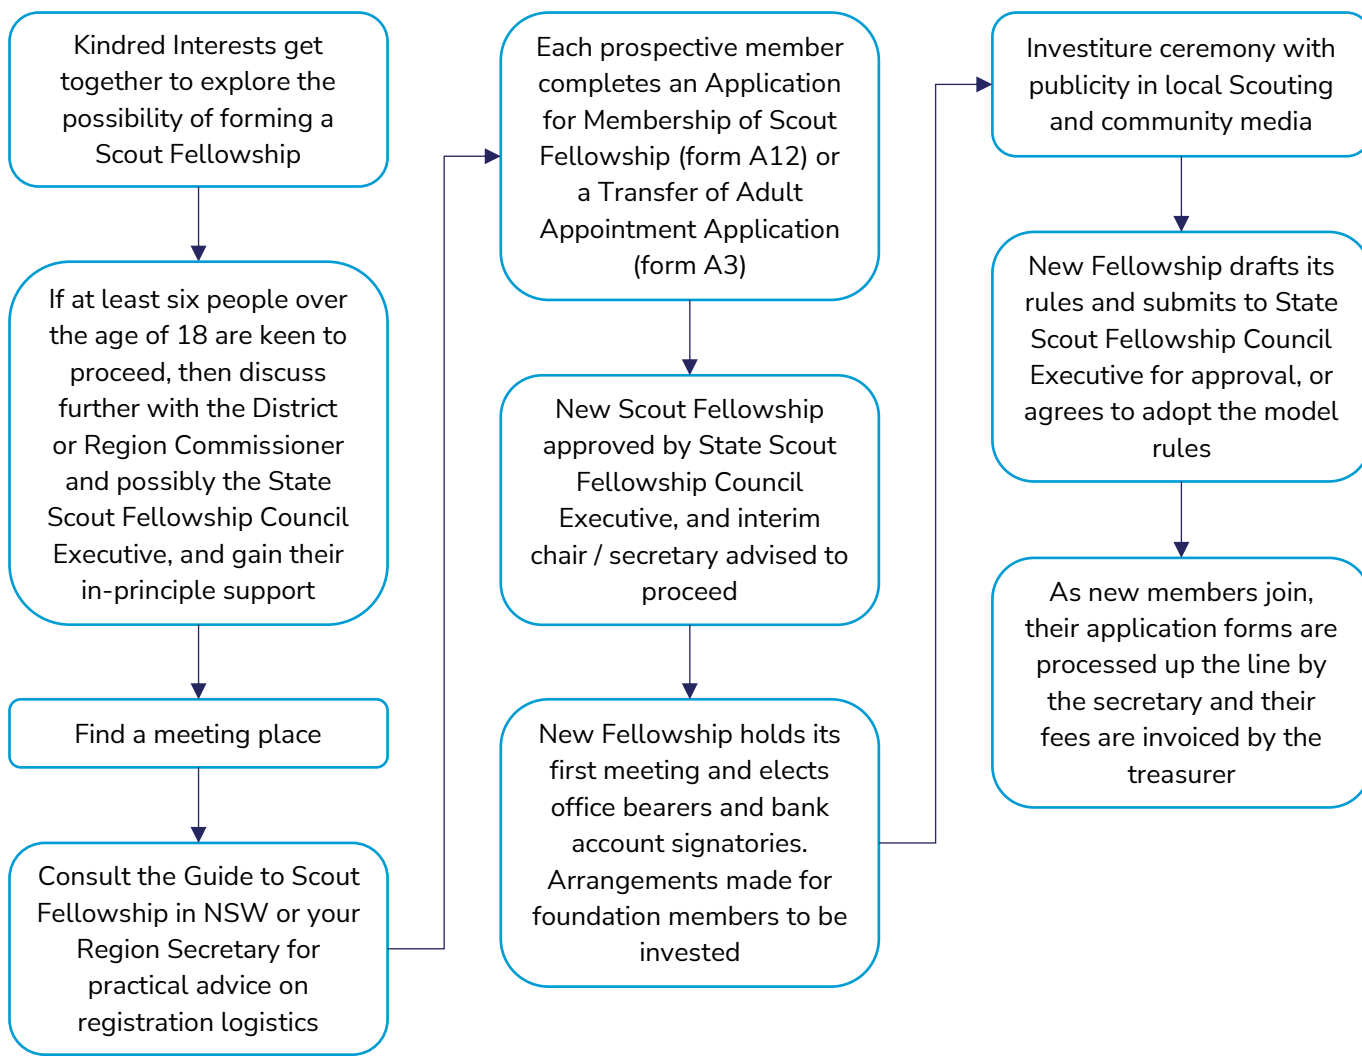 Kindred Interests get
together to explore the
possibility of forming a
Scout Fellowship
If at least six people over
the age of 18 are keen to
proceed, then discuss
further with the District
or Region Commissioner
and possibly the State
Scout Fellowship Council
Executive, and gain their
in-principle support
Find a meeting place
Consult the Guide to Scout
Fellowship in NSW or your
Region Secretary for
practical advice on
registration logistics
Each prospective member
completes an Application
for Membership of Scout
Fellowship (form A12) or
a Transfer of Adult
Appointment Application
(form A3)
New Scout Fellowship
approved by State Scout
Fellowship Council
Executive, and interim
chair / secretary advised to
proceed
New Fellowship holds its
first meeting and elects
office bearers and bank
account signatories.
Arrangements made for
foundation members to be
invested
Investiture ceremony with
publicity in local Scouting
and community media
New Fellowship drafts its
rules and submits to State
Scout Fellowship Council
Executive for approval, or
agrees to adopt the model
rules
As new members join,
their application forms are
processed up the line by
the secretary and their
fees are invoiced by the
treasurer